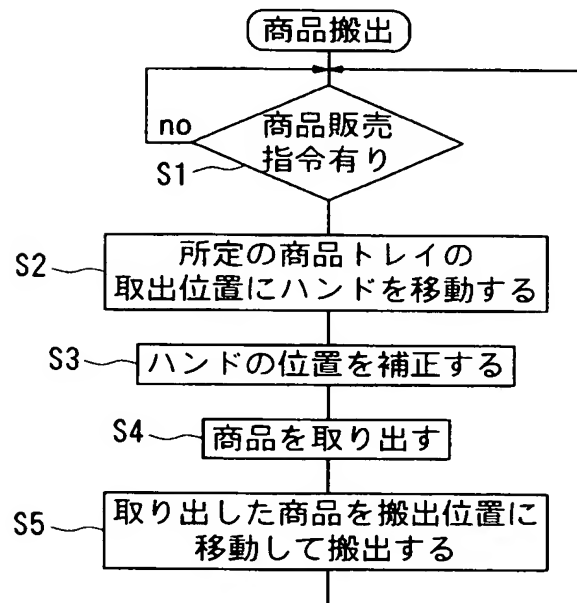 商品搬出
no
商品販売
指令有り
S1
S2
所定の商品トレイの
取出位置にハンドを移動する
S3
ハンドの位置を補正する
S4
商品を取り出す
S5
取り出した商品を搬出位置に
移動して搬出する